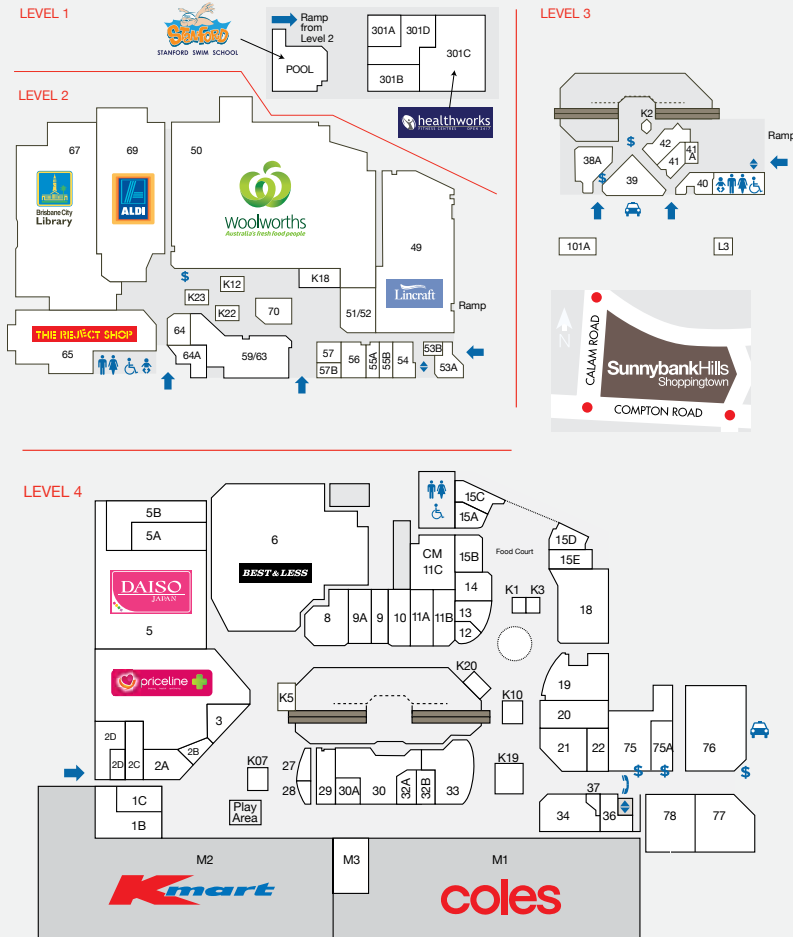 LEVEL 1
STANFORD
STANFORD SWIM SCHOOL
Ramp
from
Level 2
POOL
301A
301D
301C
301B
healthworks
FITNESS CENTRES OPEN 24/7
LEVEL 3
K2
42
41
A
41
38A
39
40
Ramp
$
$
101A
L3
LEVEL 2
67
69
50
Brisbane City
Library
ALDI
Woolworths
Australia's fresh food people
49
Lincraft
$
K12
K18
K23
K22
70
51/52
Ramp
THE REJECT SHOP
65
64
64A
59/63
57
57B
56
55A
55B
54
53B
53A
N
CALAM ROAD
SunnybankHills
Shoppingtown
COMPTON ROAD
LEVEL 4
5B
5A
DAISO
JAPAN
5
6
BEST & LESS
15C
15A
CM
11C
15B
Food Court
15D
15E
14
K1
K3
18
8
9A
9
10
11A
11B
13
12
priceline
3
K5
K20
K10
19
20
2D
2D
2C
2A
2B
21
22
75
75A
76
$
$
$
K07
27
28
29
30A
30
32A
32B
33
K19
37
1C
1B
Play
Area
34
36
78
77
M2
M3
M1
Kmart
coles